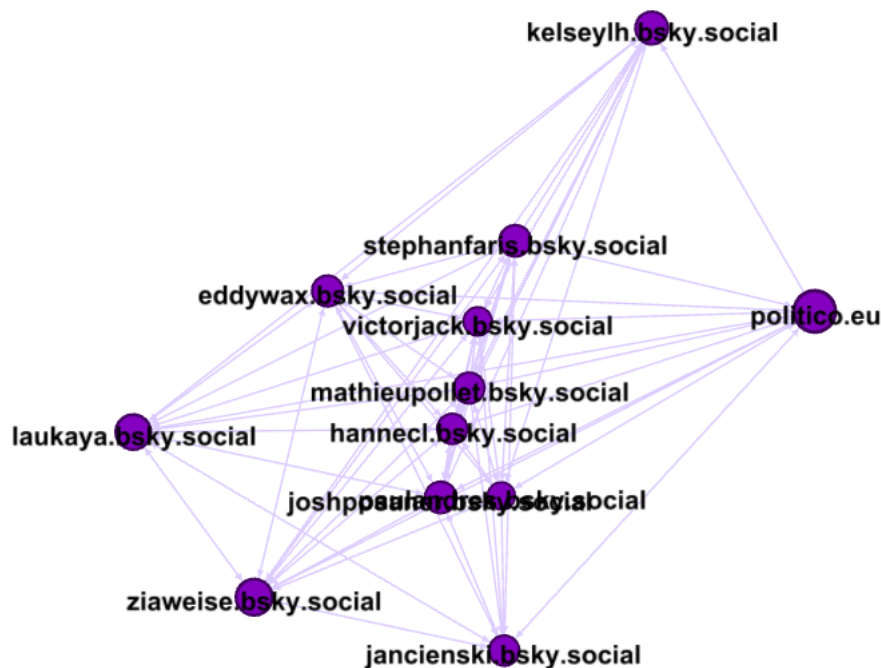 kelseylh.bsky.social
stephanfaris.bsky.social
eddywax.bsky.social
politico.eu
victorjack.bsky.social
mathieupollet.bsky.social
laukaya.bsky.social
hannecl.bsky.social
ziaweise.bsky.social
jancienski.bsky.social